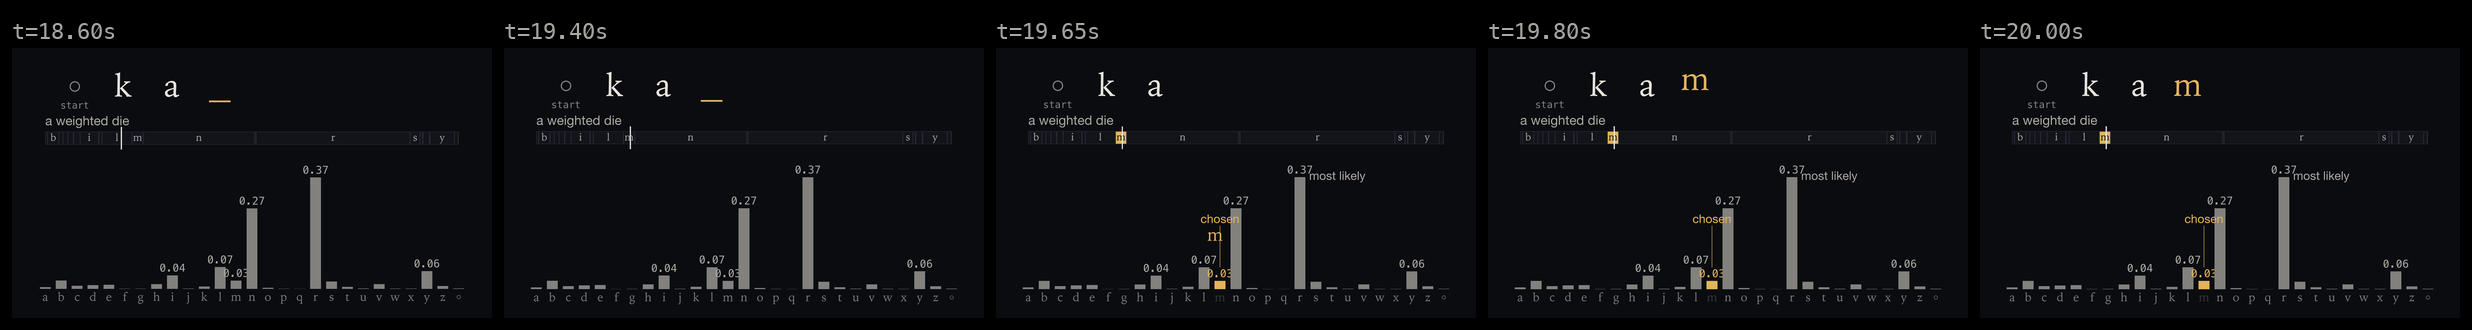 t=18.60s t=19.40s t=19.65s t=19.80s t=20.00s
k a _
start
a weighted die
b i l m n r s y
0.37
0.27
0.07
0.04 0.03 0.06
a b c d e f g h i j k l m n o p q r s t u v w x y z
k a _
start
a weighted die
b i l m n r s y
0.37
0.27
0.07
0.04 0.03 0.06
a b c d e f g h i j k l m n o p q r s t u v w x y z
k a
start
a weighted die
b i l m n r s y
0.37 most likely
0.27
chosen
m
0.07
0.04 0.03 0.06
a b c d e f g h i j k l m n o p q r s t u v w x y z
k a m
start
a weighted die
b i l m n r s y
0.37 most likely
0.27
chosen
0.07
0.04 0.03 0.06
a b c d e f g h i j k l m n o p q r s t u v w x y z
k a m
start
a weighted die
b i l m n r s y
0.37 most likely
0.27
chosen
0.07
0.04 0.03 0.06
a b c d e f g h i j k l m n o p q r s t u v w x y z